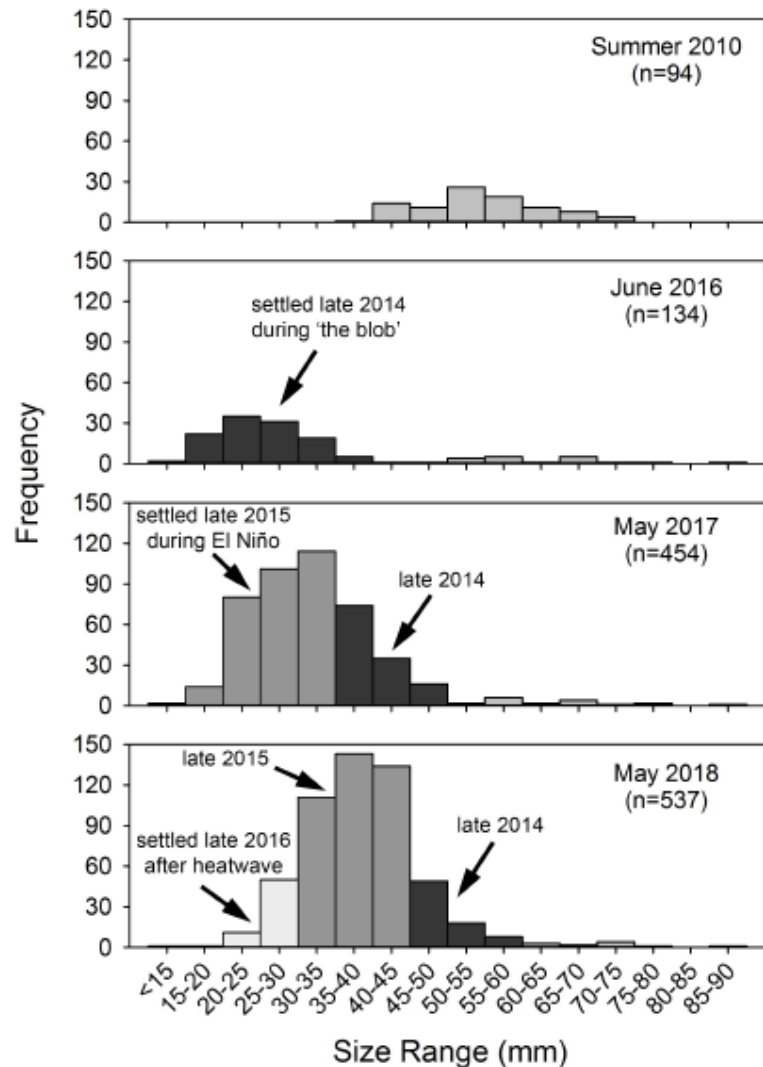 150
120
90
60
30
0
Summer 2010
(n=94)
150
120
90
60
30
0
settled late 2014
during 'the blob'
June 2016
(n=134)
Frequency
150
120
90
60
30
0
settled late 2015
during El Niño
late 2014
May 2017
(n=454)
150
120
90
60
30
0
late 2015
settled late 2016
after heatwave
late 2014
May 2018
(n=537)
<15
15-20
20-25
25-30
30-35
35-40
40-45
45-50
50-55
55-60
60-65
65-70
70-75
75-80
80-85
85-90
Size Range (mm)